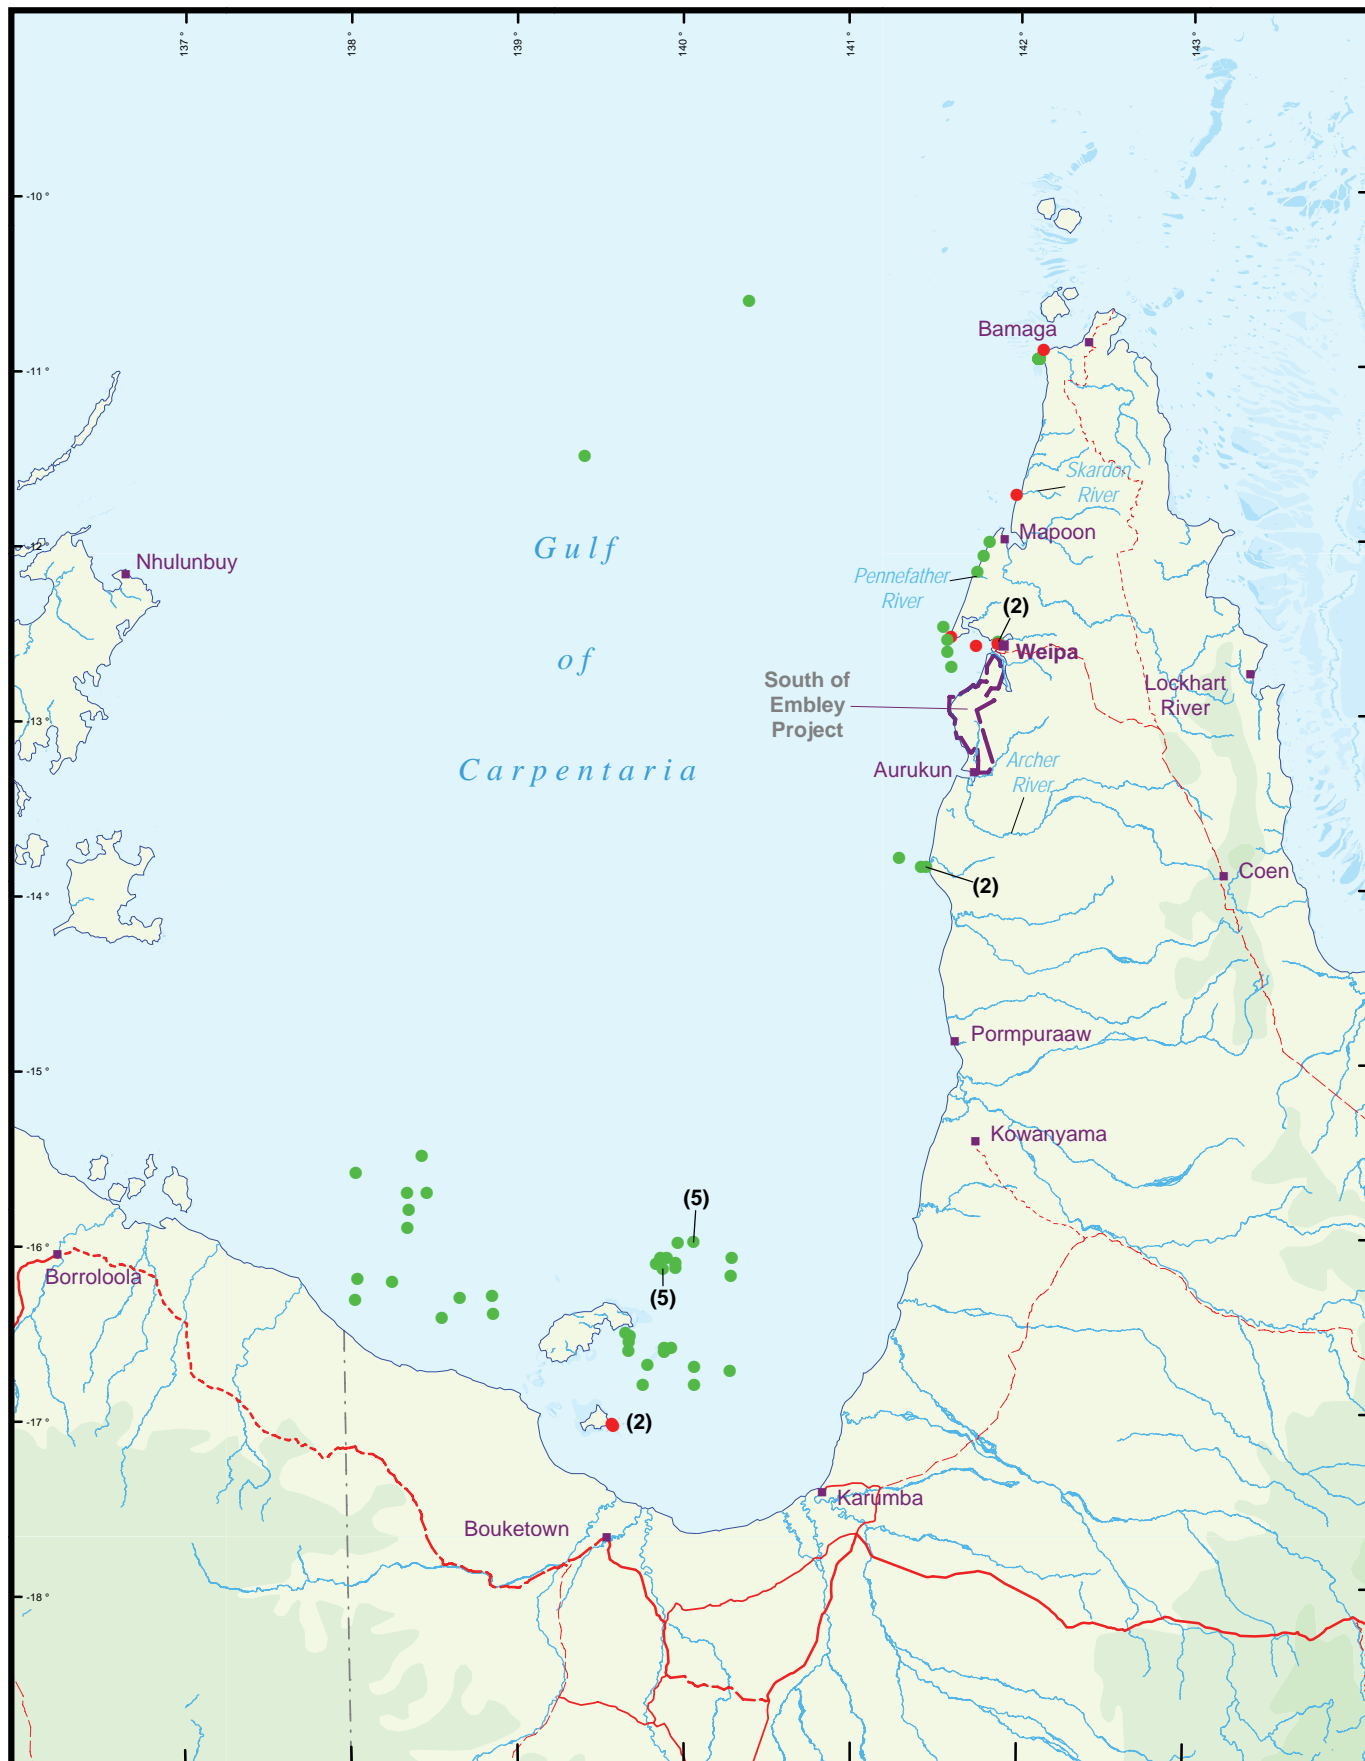 137 °
138 °
139 °
140 °
141 °
142 °
143 °
-10 °
Bamaga
-11 °
Skardon
River
Gulf
-12 °
Mapoon
Nhulunbuy
Pennefather
River
(2)
of
Weipa
South of
Embley
Project
Lockhart
River
-13 °
Carpentaria
Aurukun
Archer
River
Coen
(2)
-14 °
Pormpuraaw
-15 °
Kowanyama
(5)
-16 °
Borroloola
(5)
-17 °
(2)
Karumba
Bouketown
-18 °